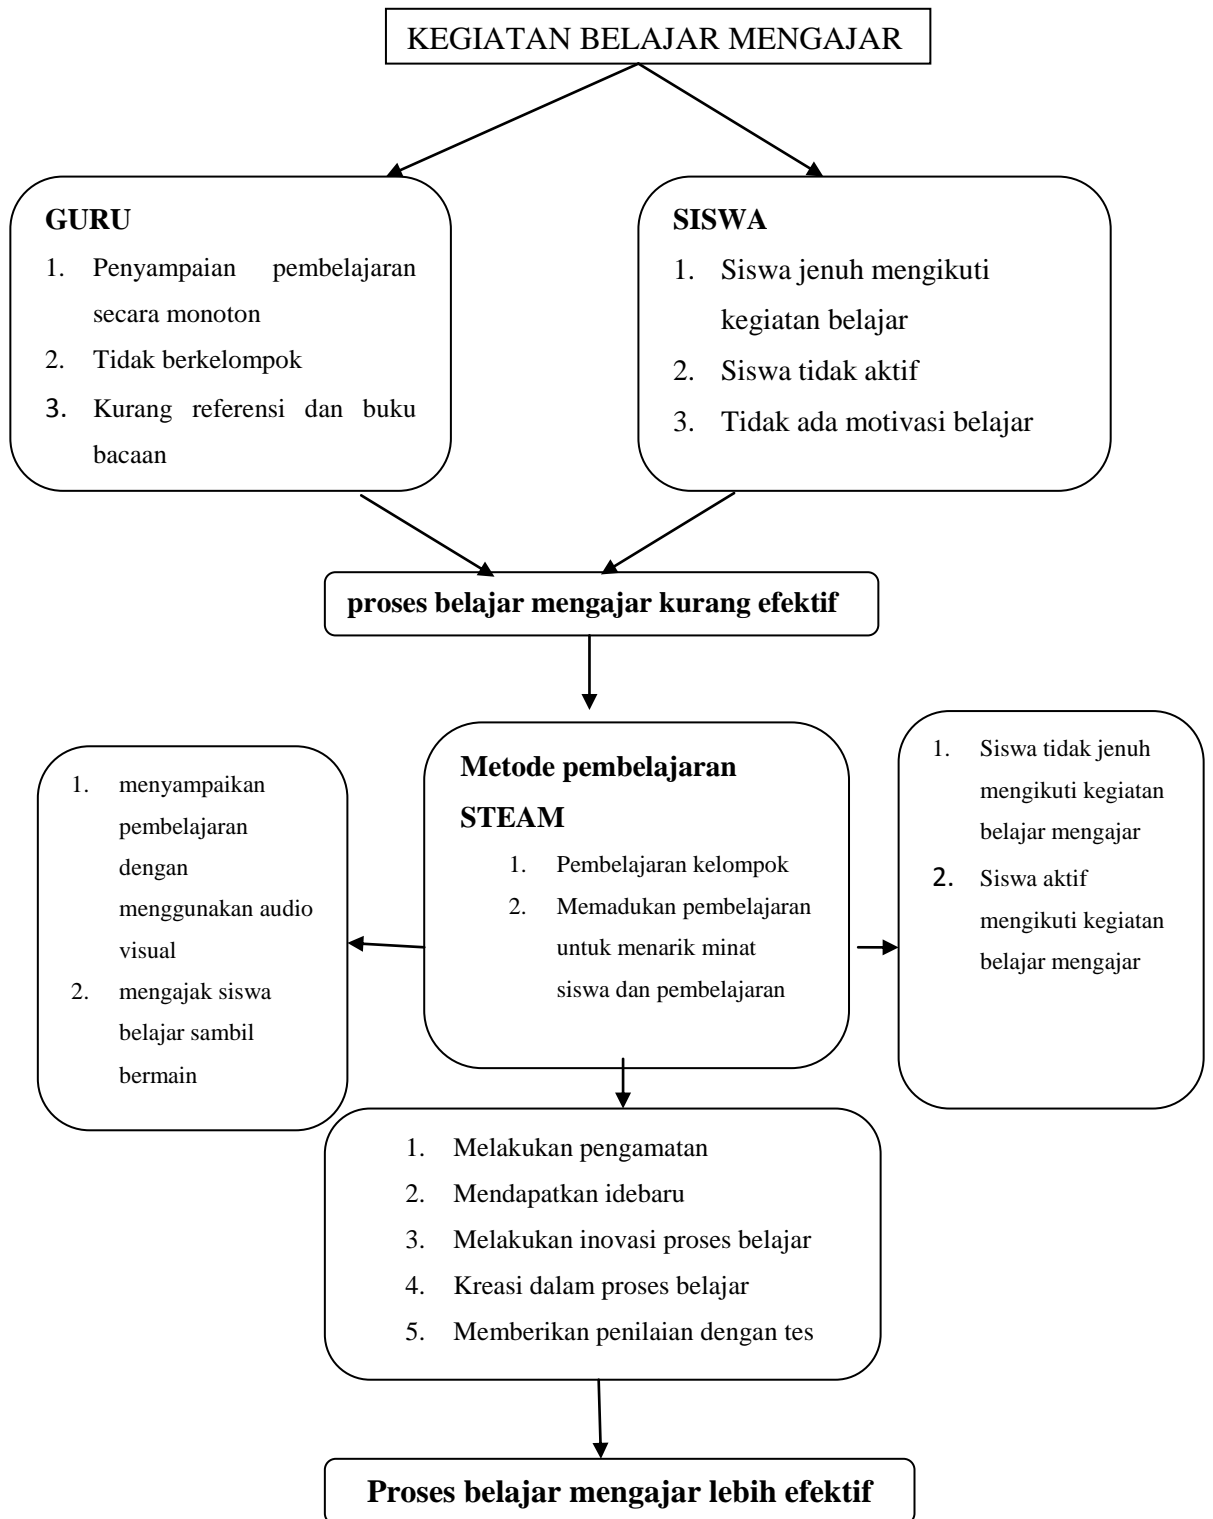 KEGIATAN BELAJAR MENGAJAR
GURU
1. Penyampaian pembelajaran
secara monoton
2. Tidak berkelompok
3. Kurang referensi dan buku
bacaan
SISWA
1. Siswa jenuh mengikuti
kegiatan belajar
2. Siswa tidak aktif
3. Tidak ada motivasi belajar
proses belajar mengajar kurang efektif
1. menyampaikan
pembelajaran
dengan
menggunakan audio
visual
2. mengajak siswa
belajar sambil
bermain
Metode pembelajaran
STEAM
1. Pembelajaran kelompok
2. Memadukan pembelajaran
untuk menarik minat
siswa dan pembelajaran
1. Siswa tidak jenuh
mengikuti kegiatan
belajar mengajar
2. Siswa aktif
mengikuti kegiatan
belajar mengajar
1. Melakukan pengamatan
2. Mendapatkan idebaru
3. Melakukan inovasi proses belajar
4. Kreasi dalam proses belajar
5. Memberikan penilaian dengan tes
Proses belajar mengajar lebih efektif